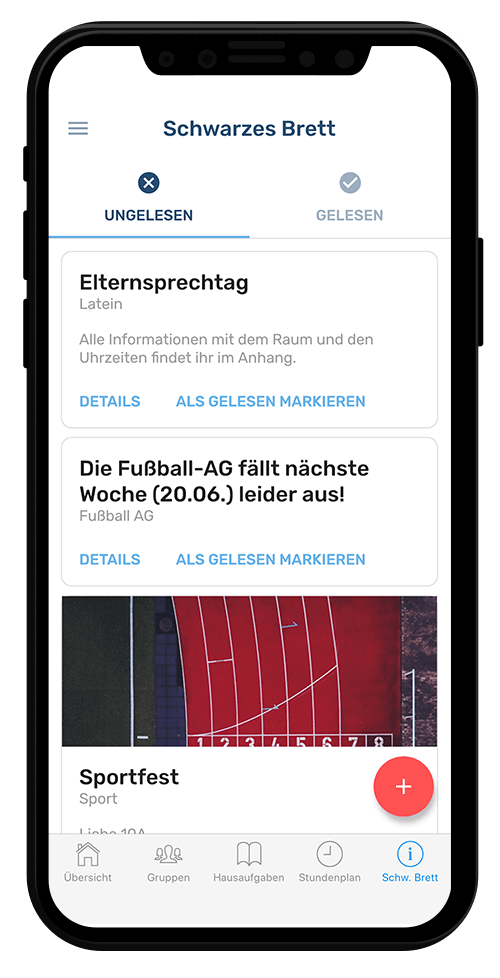 Schwarzes Brett
UNGELESEN
GELESEN
Elternsprechtag
Latein
Alle Informationen mit dem Raum und den
Uhrzeiten findet ihr im Anhang.
DETAILS
ALS GELESEN MARKIEREN
Die Fußball-AG fällt nächste
Woche (20.06.) leider aus!
Fußball AG
DETAILS
ALS GELESEN MARKIEREN
1 2 3 4 5 6 7 8
Sportfest
Sport
Liebe 10A
Übersicht
Gruppen
Hausaufgaben
Stundenplan
Schw. Brett